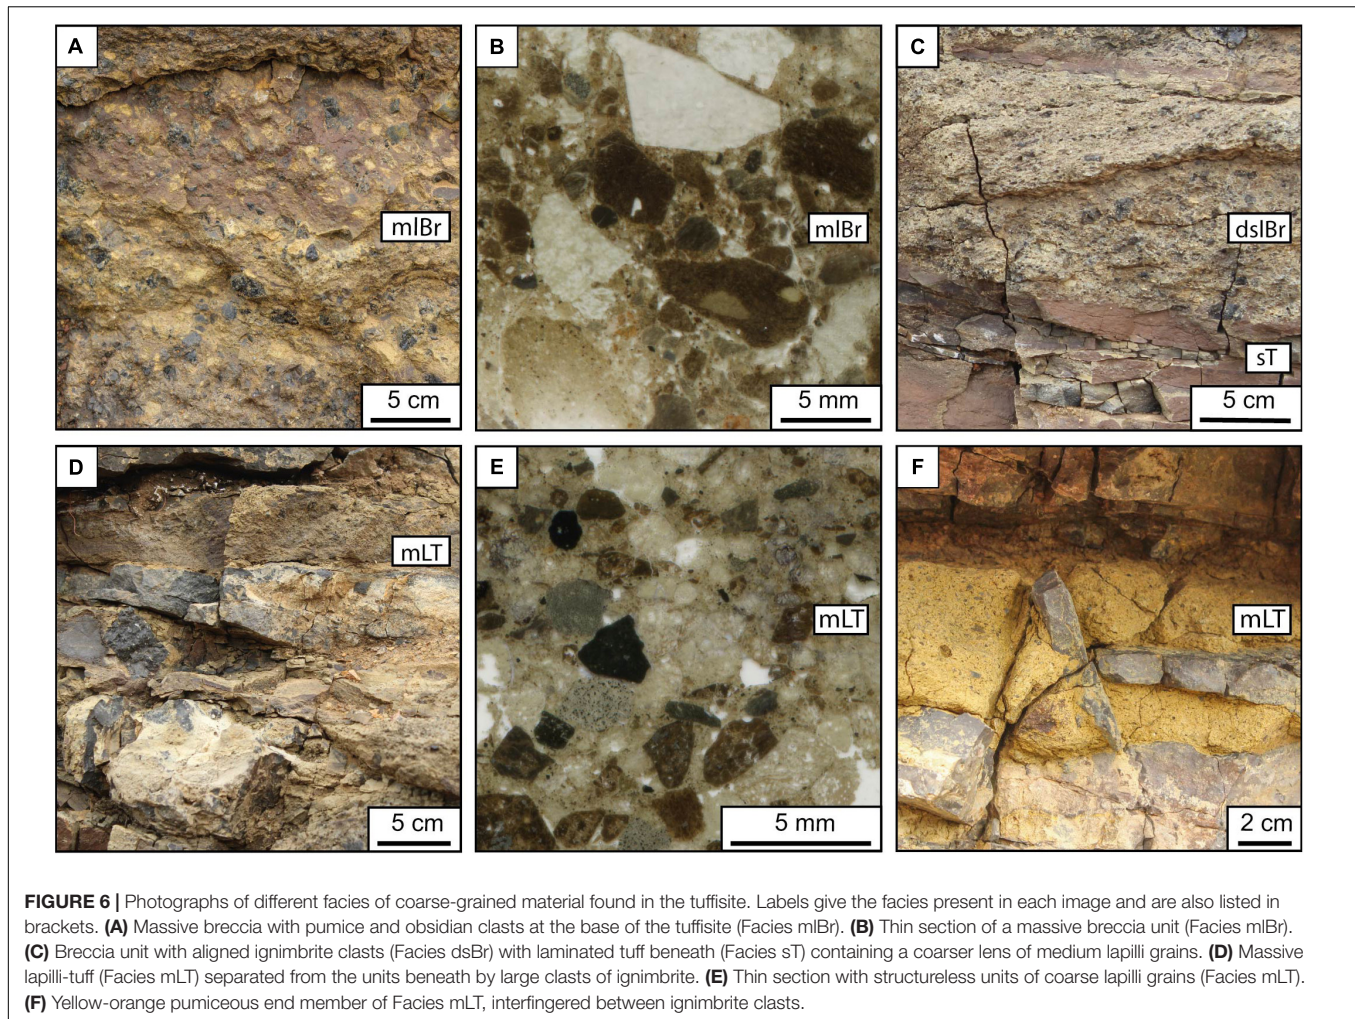 A
mlBr
5 cm
B
mlBr
5 mm
C
dslBr
sT
5 cm
D
mLT
5 cm
E
mLT
5 mm
F
mLT
2 cm
FIGURE 6 | Photographs of different facies of coarse-grained material found in the tuffisite. Labels give the facies present in each image and are also listed in
brackets. (A) Massive breccia with pumice and obsidian clasts at the base of the tuffisite (Facies mlBr). (B) Thin section of a massive breccia unit (Facies mlBr).
(C) Breccia unit with aligned ignimbrite clasts (Facies dsBr) with laminated tuff beneath (Facies sT) containing a coarser lens of medium lapilli grains. (D) Massive
lapilli-tuff (Facies mLT) separated from the units beneath by large clasts of ignimbrite. (E) Thin section with structureless units of coarse lapilli grains (Facies mLT).
(F) Yellow-orange pumiceous end member of Facies mLT, interfingered between ignimbrite clasts.